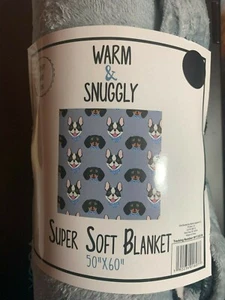 WARM
&
SNUGGLY
SUPER SOFT BLANKET
50"X60"